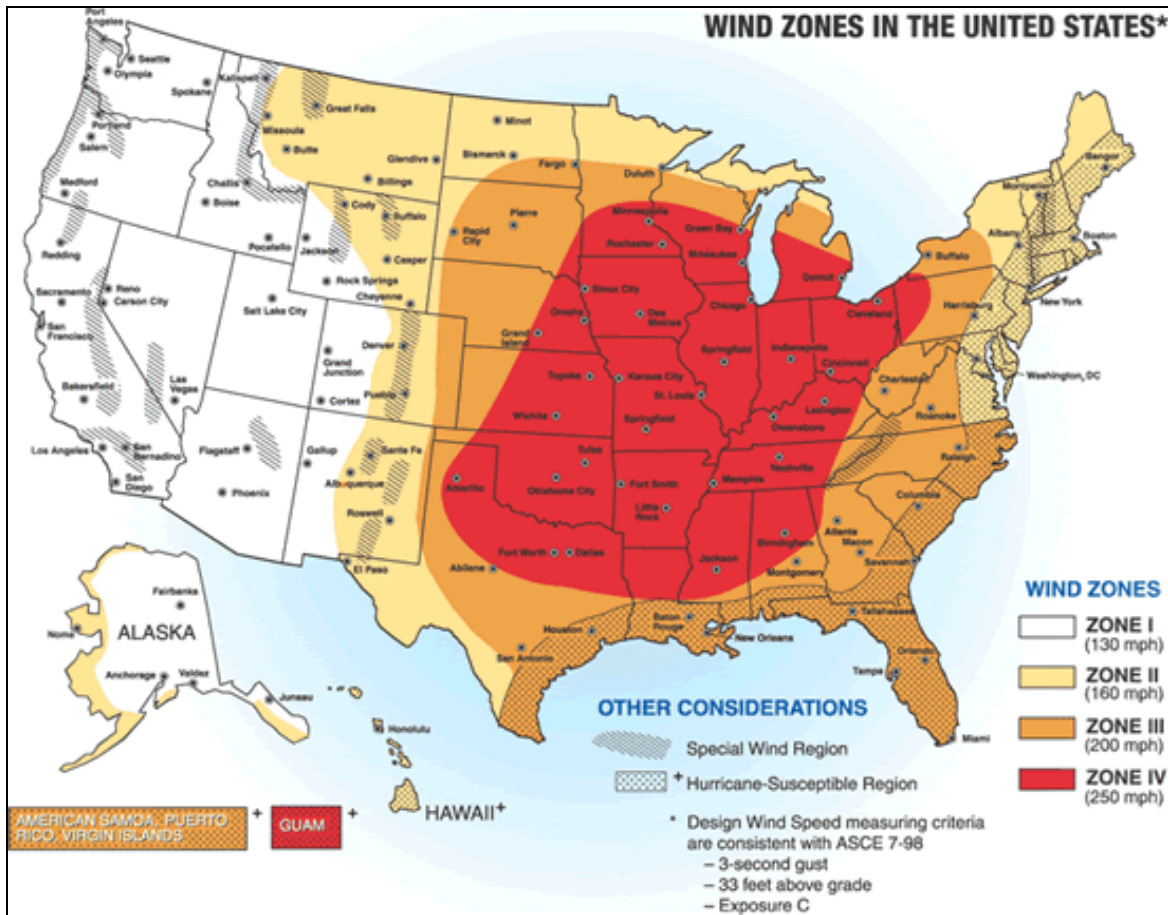 WIND ZONES IN THE UNITED STATES*
Port
Angeles
Seattle
Olympia
Spokane
Kalispell
Great Falls
Portland
Salem
Missoula
Butte
Glendive
Billings
Minot
Bismarck
Fargo
Duluth
Medford
Challis
Boise
Pocatello
Cody
Buffalo
Jackson
Casper
Rock Springs
Cheyenne
Rapid
City
Pierre
Minneapolis
Rochester
Green Bay
Milwaukee
Detroit
Buffalo
Albany
Montpelier
Bangor
Boston
New York
Redding
Reno
Carson City
Sacramento
San
Francisco
Salt Lake City
Bakersfield
Las
Vegas
Denver
Grand
Junction
Pueblo
Cortez
Grand
Island
Omaha
Sioux City
Des
Moines
Chicago
Cleveland
Harrisburg
Washington, DC
Topeka
Kansas City
Springfield
Indianapolis
Cincinnati
Charleston
Wichita
St. Louis
Springfield
Lexington
Owensboro
Roanoke
Los Angeles
San
Bernadino
San
Diego
Flagstaff
Phoenix
Gallup
Sante Fe
Albuquerque
Roswell
El Paso
Amarillo
Tulsa
Oklahoma City
Fort Smith
Little
Rock
Memphis
Nashville
Raleigh
Columbia
Atlanta
Macon
Savannah
Birmingham
Montgomery
Fort Worth
Dallas
Abilene
Jackson
Houston
San Antonio
Baton
Rouge
New Orleans
Tallahassee
Orlando
Tampa
Miami
Fairbanks
Nome
ALASKA
Anchorage
Valdez
Juneau
Honolulu
HAWAII+
AMERICAN SAMOA, PUERTO
RICO, VIRGIN ISLANDS
+
GUAM
+
OTHER CONSIDERATIONS
Special Wind Region
+ Hurricane-Susceptible Region
* Design Wind Speed measuring criteria
are consistent with ASCE 7-98
– 3-second gust
– 33 feet above grade
– Exposure C
WIND ZONES
ZONE I
(130 mph)
ZONE II
(160 mph)
ZONE III
(200 mph)
ZONE IV
(250 mph)